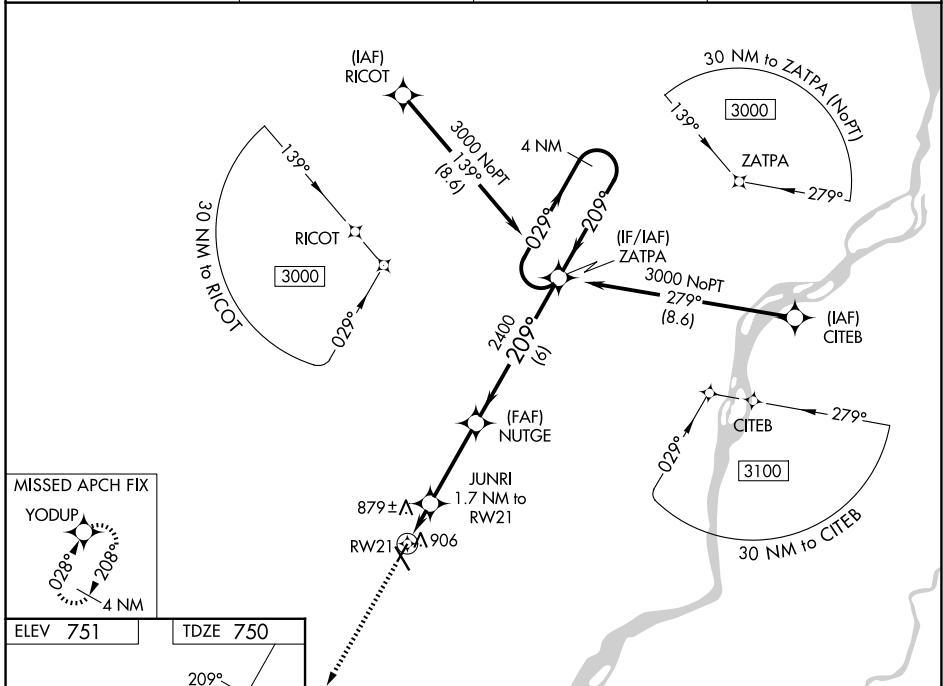 (IAF)
RICOT
3000 NoPT
139°
(8.6)
4 NM
029°
209°
(IF/IAF)
ZATPA
3000 NoPT
279°
(8.6)
(IAF)
CITEB
30 NM to ZATPA (NoPT)
3000
139°
ZATPA
279°
139°
RICOT
3000
029°
30 NM to RICOT
2400
209°
(6)
(FAF)
NUTGE
JUNRI
1.7 NM to
RW21
879±
RW21
906
CITEB
279°
029°
3100
30 NM to CITEB
MISSED APCH FIX
YODUP
028°
208°
4 NM
ELEV 751
TDZE 750
209°